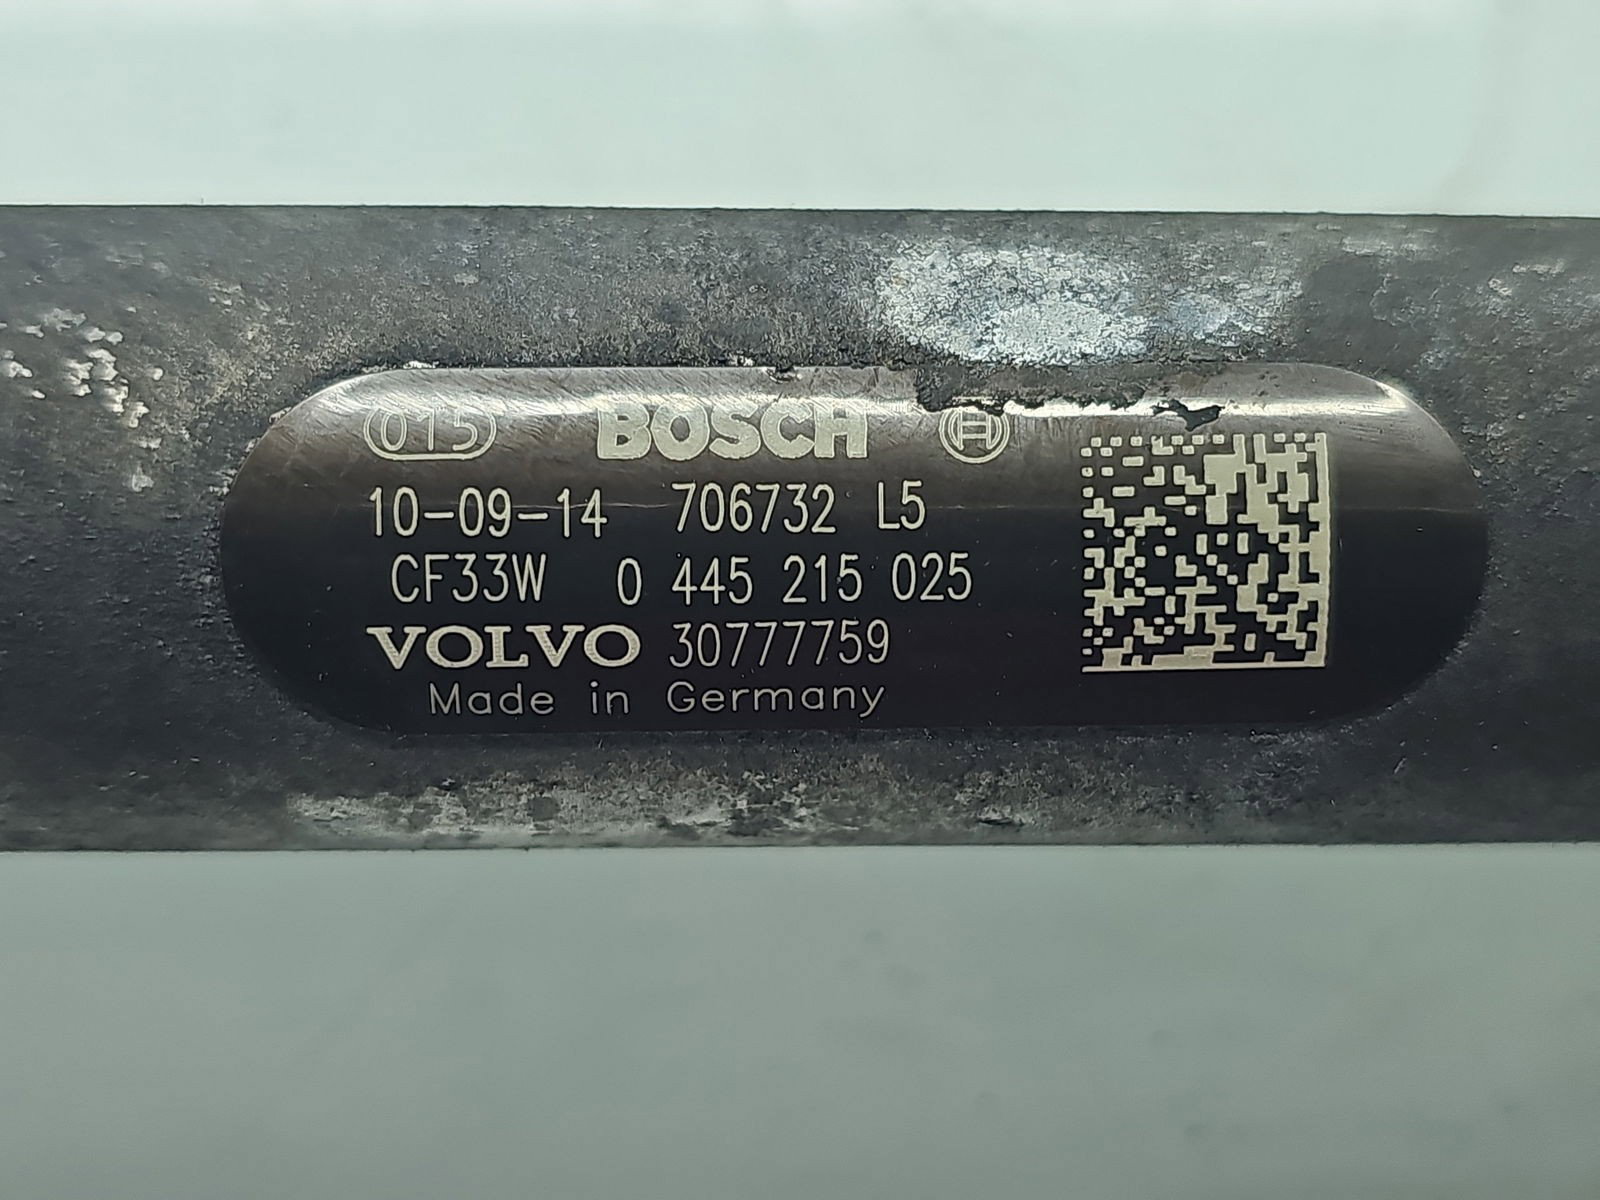 015 BOSCH
10-09-14 706732 L5
CF33W 0 445 215 025
VOLVO 30777759
Made in Germany